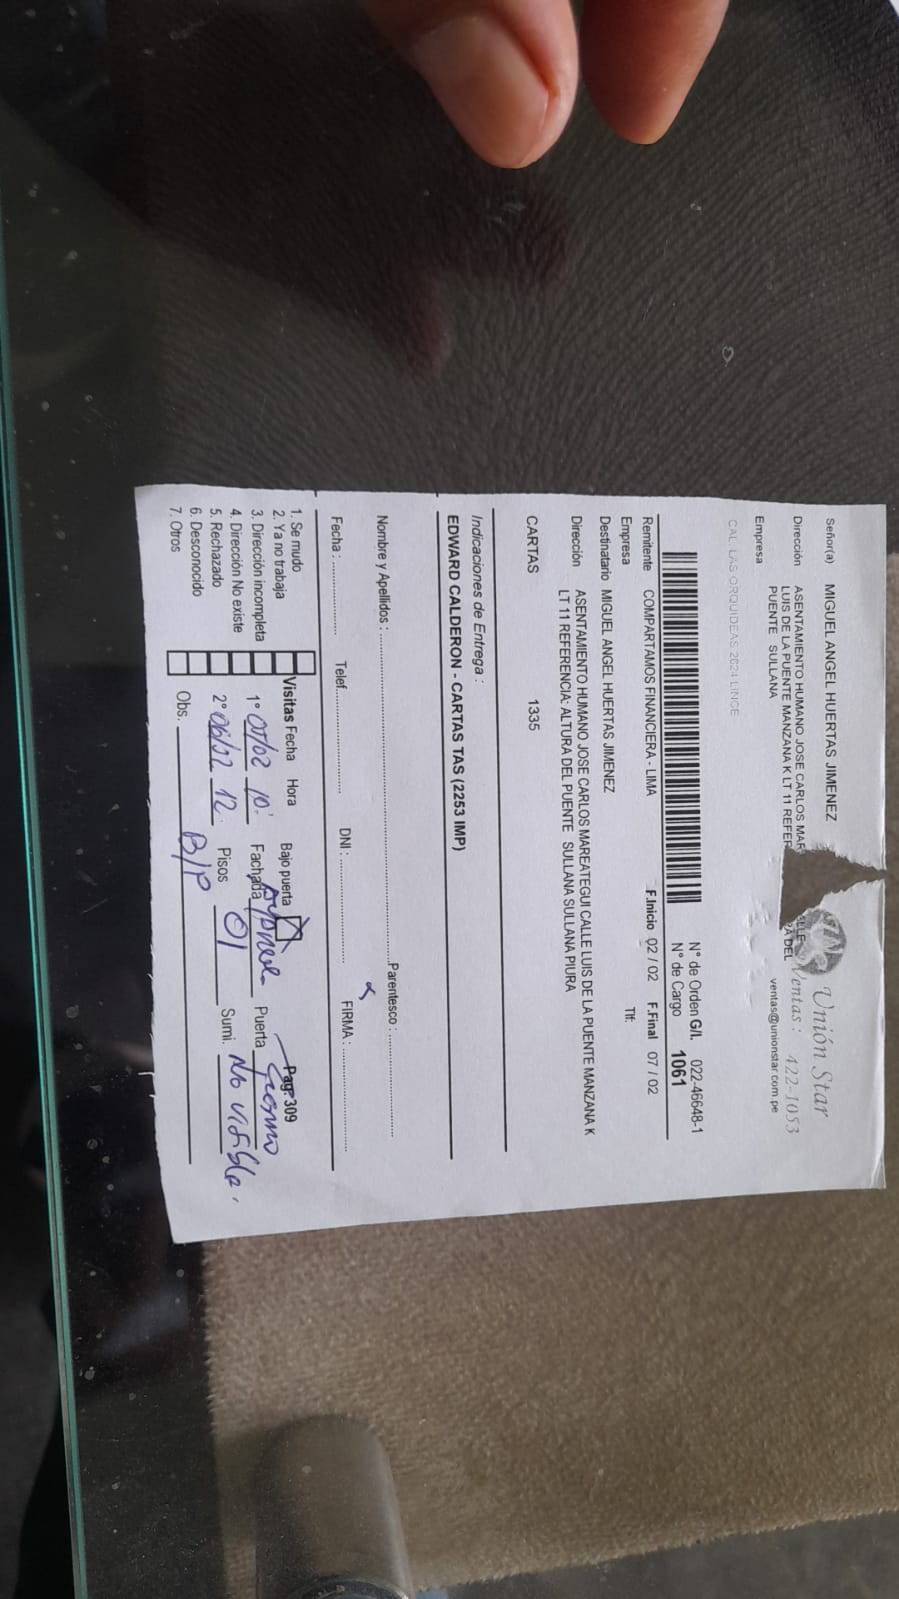 Señor(a) MIGUEL ANGEL HUERTAS JIMENEZ
Unión Star
Dirección ASENTAMIENTO HUMANO JOSE CARLOS MAR
LUIS DE LA PUENTE MANZANA K LT 11 REFER
PUENTE SULLANA
Ventas : 422-1053
ventas@unionstar.com.pe
Empresa
CAL. LAS ORQUIDEAS 2624 LINCE
N° de Orden G/l. 022-46648-1
N° de Cargo 1061
Remitente COMPARTAMOS FINANCIERA - LIMA F.Inicio 02 / 02 F.Final 07 / 02
Empresa Tlf:
Destinatario MIGUEL ANGEL HUERTAS JIMENEZ
Dirección ASENTAMIENTO HUMANO JOSE CARLOS MAREATEGUI CALLE LUIS DE LA PUENTE MANZANA K
LT 11 REFERENCIA: ALTURA DEL PUENTE SULLANA SULLANA PIURA
CARTAS 1335
Indicaciones de Entrega :
EDWARD CALDERON - CARTAS TAS (2253 IMP)
Nombre y Apellidos : Parentesco :
Fecha : Telef. DNI : FIRMA :
1. Se mudo
2. Ya no trabaja
3. Dirección incompleta
4. Dirección No existe
5. Rechazado
6. Desconocido
7. Otros
Visitas Fecha Hora Bajo puerta Pag:309
1° 05/02 10: Fachada Puerta
2° 06/02 12 Pisos 01 Sumi. No visible.
Obs. B/P